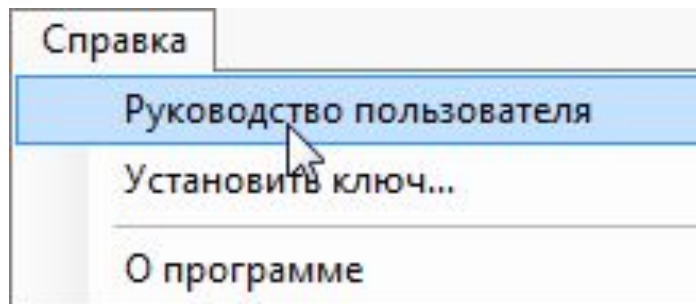 Справка
Руководство пользователя
Установить ключ...
О программе